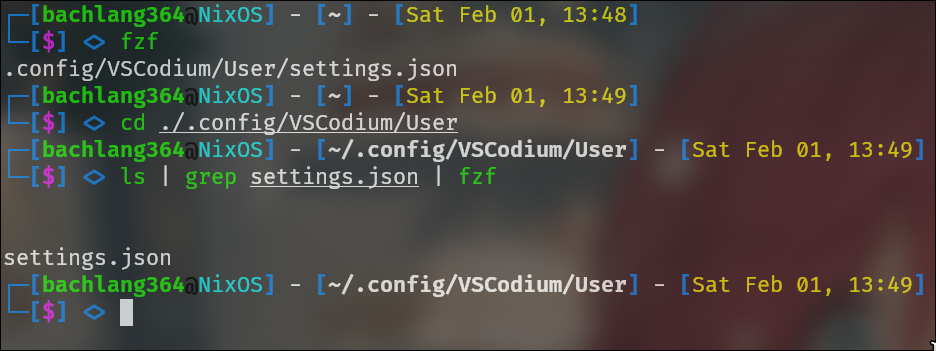 ┌─[bachlang364@NixOS] - [~] - [Sat Feb 01, 13:48]
└─[$] <> fzf
.config/VSCodium/User/settings.json
┌─[bachlang364@NixOS] - [~] - [Sat Feb 01, 13:49]
└─[$] <> cd ./.config/VSCodium/User
┌─[bachlang364@NixOS] - [~/.config/VSCodium/User] - [Sat Feb 01, 13:49]
└─[$] <> ls | grep settings.json | fzf
settings.json
┌─[bachlang364@NixOS] - [~/.config/VSCodium/User] - [Sat Feb 01, 13:49]
└─[$] <>